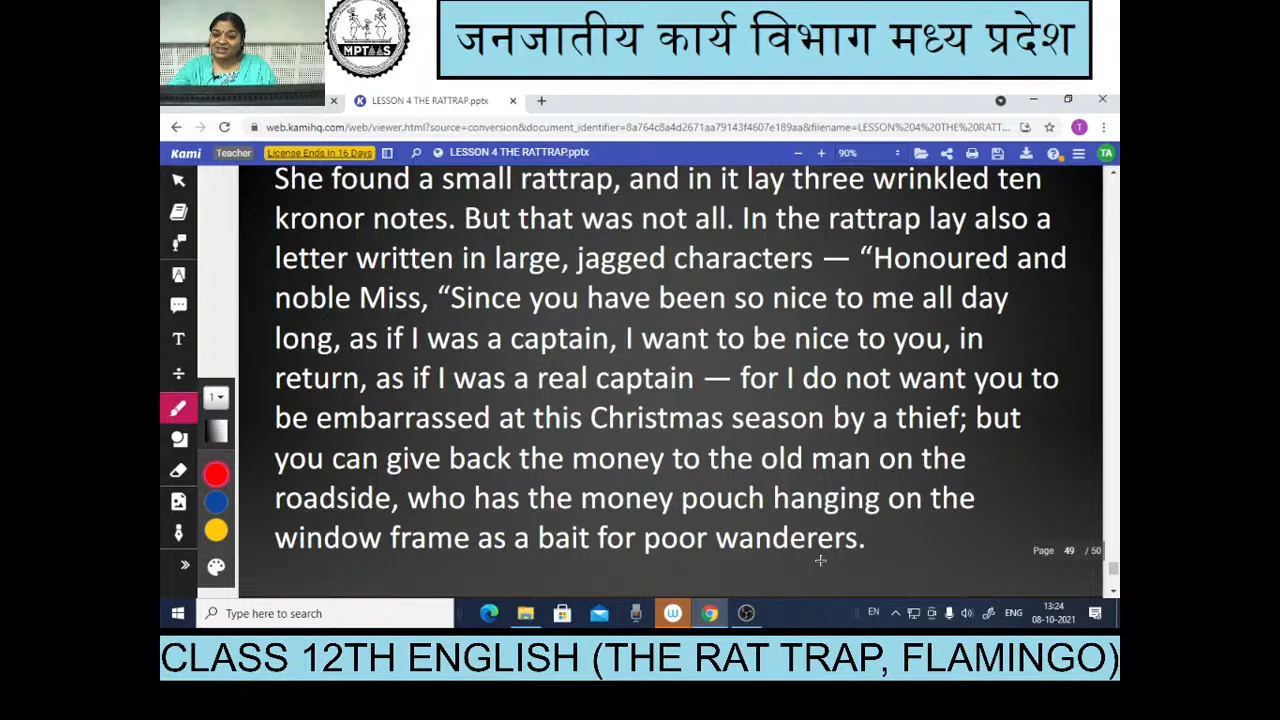 जनजातीय कार्य विभाग मध्य प्रदेश
MPTAAS
LESSON 4 THE RATTRAP.pptx
web.kamihq.com/web/viewer.html?source=conversion&document_identifier=8a764c8a4d2671aa79143f4607e189aa&filename=LESSON%204%20THE%20RATT...
Kami Teacher License Ends In 16 Days LESSON 4 THE RATTRAP.pptx 90% TA
She found a small rattrap, and in it lay three wrinkled ten
kronor notes. But that was not all. In the rattrap lay also a
letter written in large, jagged characters — “Honoured and
noble Miss, “Since you have been so nice to me all day
long, as if I was a captain, I want to be nice to you, in
return, as if I was a real captain — for I do not want you to
be embarrassed at this Christmas season by a thief; but
you can give back the money to the old man on the
roadside, who has the money pouch hanging on the
window frame as a bait for poor wanderers.
Page 49 / 50
Type here to search
EN ENG 13:24
08-10-2021
CLASS 12TH ENGLISH (THE RAT TRAP, FLAMINGO)